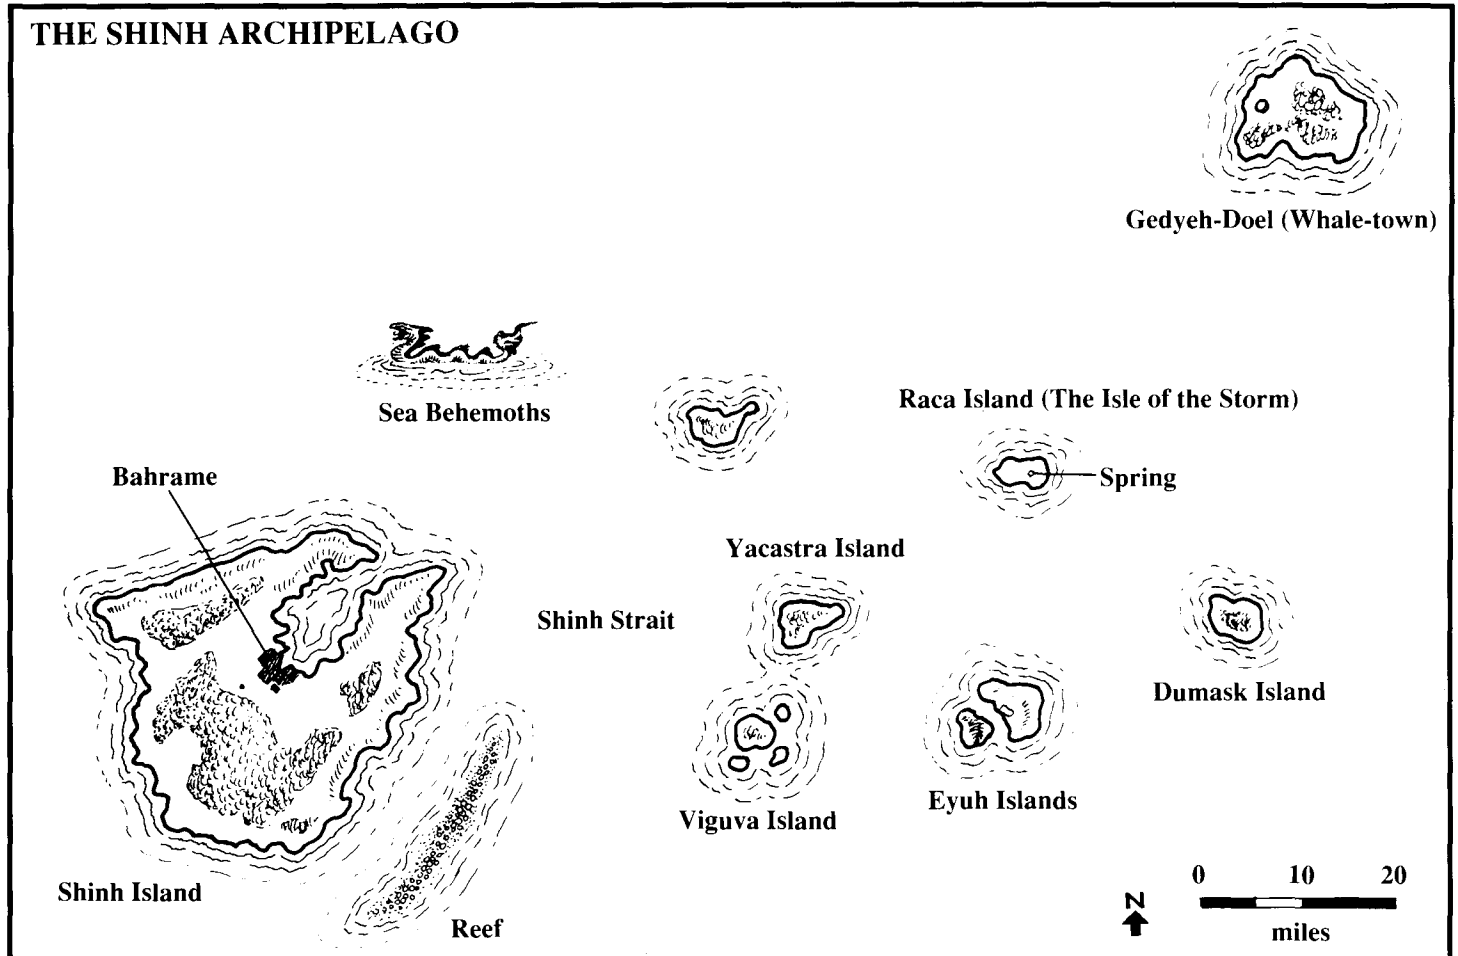 THE SHINH ARCHIPELAGO
Gedyeh-Doel (Whale-town)
Sea Behemoths
Raca Island (The Isle of the Storm)
Bahrame
Spring
Yacastra Island
Shinh Strait
Dumask Island
Eyuh Islands
Viguva Island
Shinh Island
Reef
0 10 20
N
miles